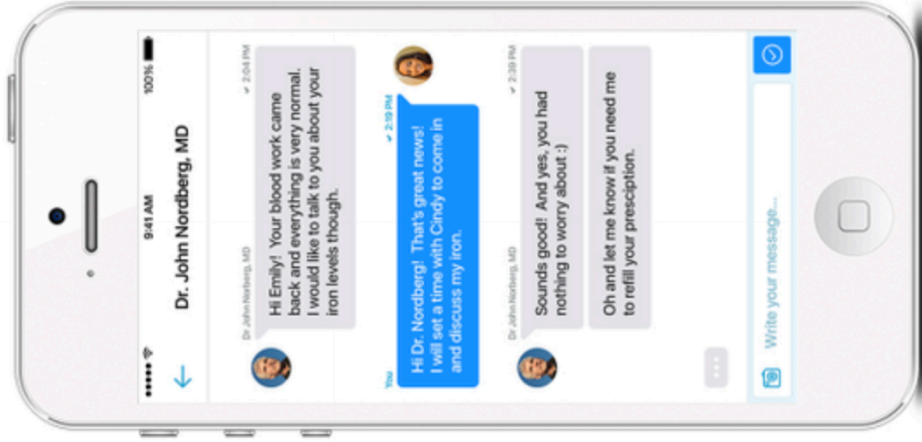 9:41 AM 100%
Dr. John Nordberg, MD
Dr John Norberg, MD 2:04 PM
Hi Emily! Your blood work came
back and everything is very normal.
I would like to talk to you about your
iron levels though.
You 2:19 PM
Hi Dr. Nordberg! That's great news!
I will set a time with Cindy to come in
and discuss my iron.
Dr John Norberg, MD 2:39 PM
Sounds good! And yes, you had
nothing to worry about :)
Oh and let me know if you need me
to refill your presciption.
Write your message...